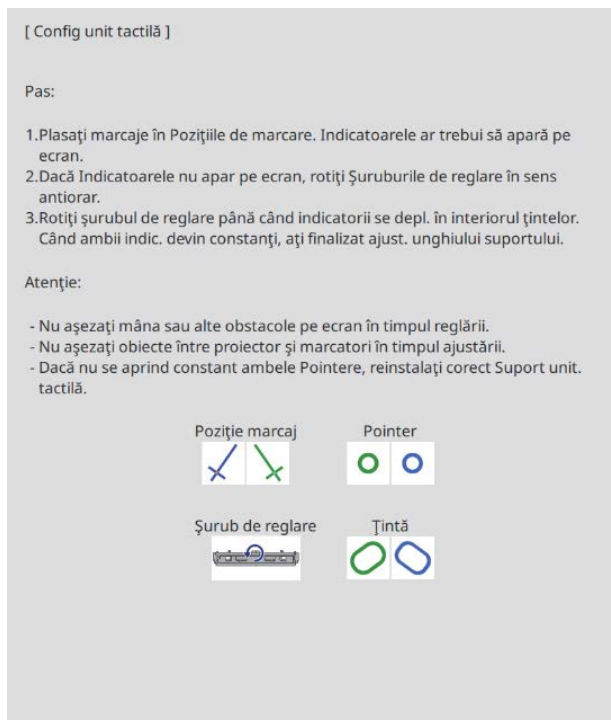 [ Config unit tactilă ]
Pas:
1.Plasaţi marcaje în Poziţiile de marcare. Indicatoarele ar trebui să apară pe
ecran.
2.Dacă Indicatoarele nu apar pe ecran, rotiţi Şuruburile de reglare în sens
antiorar.
3.Rotiţi şurubul de reglare până când indicatorii se depl. în interiorul ţintelor.
Când ambii indic. devin constanţi, aţi finalizat ajust. unghiului suportului.
Atenţie:
- Nu aşezaţi mâna sau alte obstacole pe ecran în timpul reglării.
- Nu aşezaţi obiecte între proiector şi marcatori în timpul ajustării.
- Dacă nu se aprind constant ambele Pointere, reinstalaţi corect Suport unit.
tactilă.
Poziţie marcaj Pointer
Şurub de reglare Ţintă